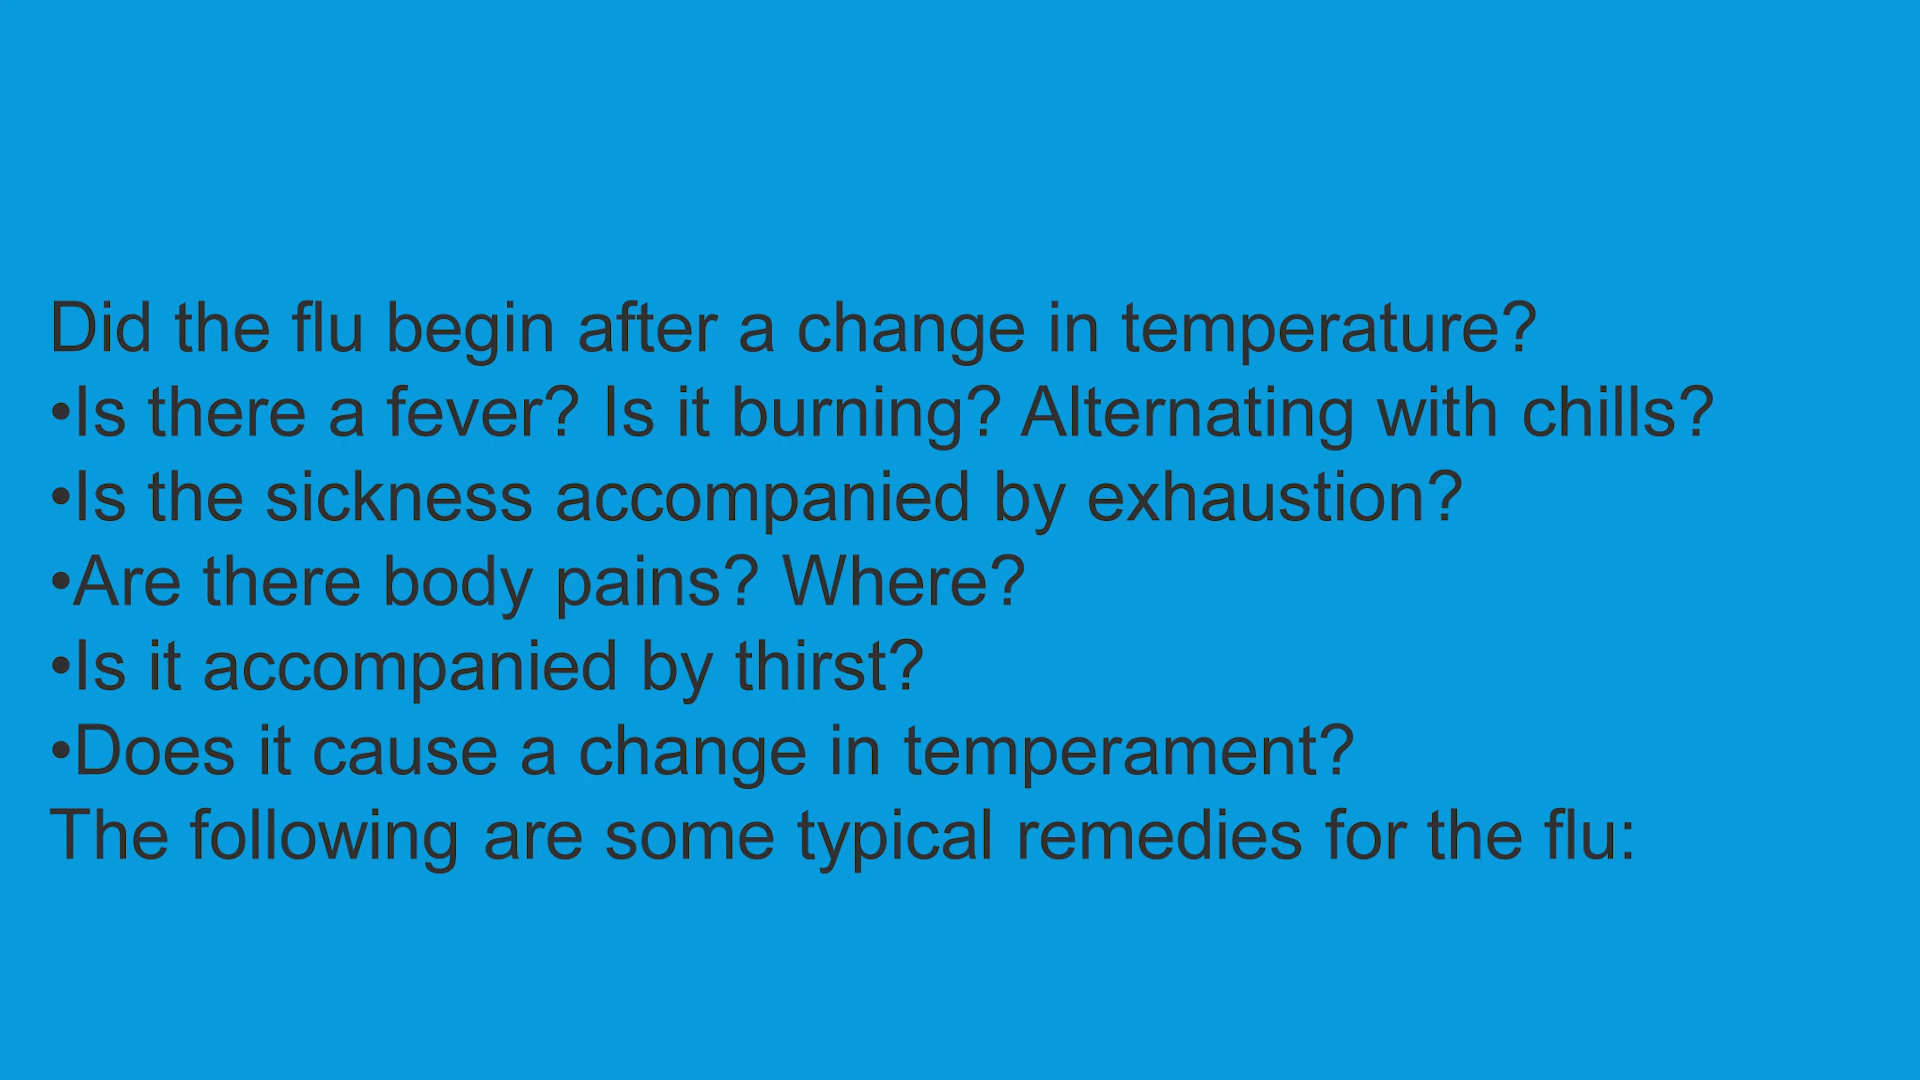 Did the flu begin after a change in temperature?
•Is there a fever? Is it burning? Alternating with chills?
•Is the sickness accompanied by exhaustion?
•Are there body pains? Where?
•Is it accompanied by thirst?
•Does it cause a change in temperament?
The following are some typical remedies for the flu: